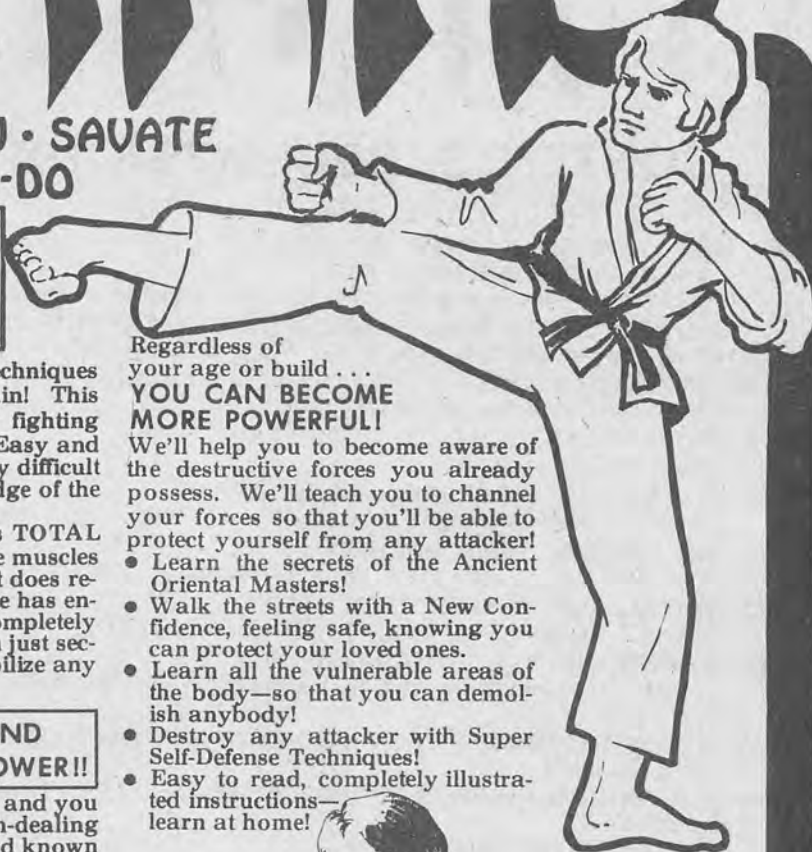 • SAVATE
-DO
chniques
in! This
fighting
Easy and
y difficult
dge of the
TOTAL
e muscles
t does re-
e has en-
ompletely
just sec-
bilize any
ND
OWER!!
and you
h-dealing
d known
Regardless of
your age or build . . .
YOU CAN BECOME
MORE POWERFUL!
We'll help you to become aware of
the destructive forces you already
possess. We'll teach you to channel
your forces so that you'll be able to
protect yourself from any attacker!
• Learn the secrets of the Ancient
Oriental Masters!
• Walk the streets with a New Con-
fidence, feeling safe, knowing you
can protect your loved ones.
• Learn all the vulnerable areas of
the body—so that you can demol-
ish anybody!
• Destroy any attacker with Super
Self-Defense Techniques!
• Easy to read, completely illustra-
ted instructions—
learn at home!